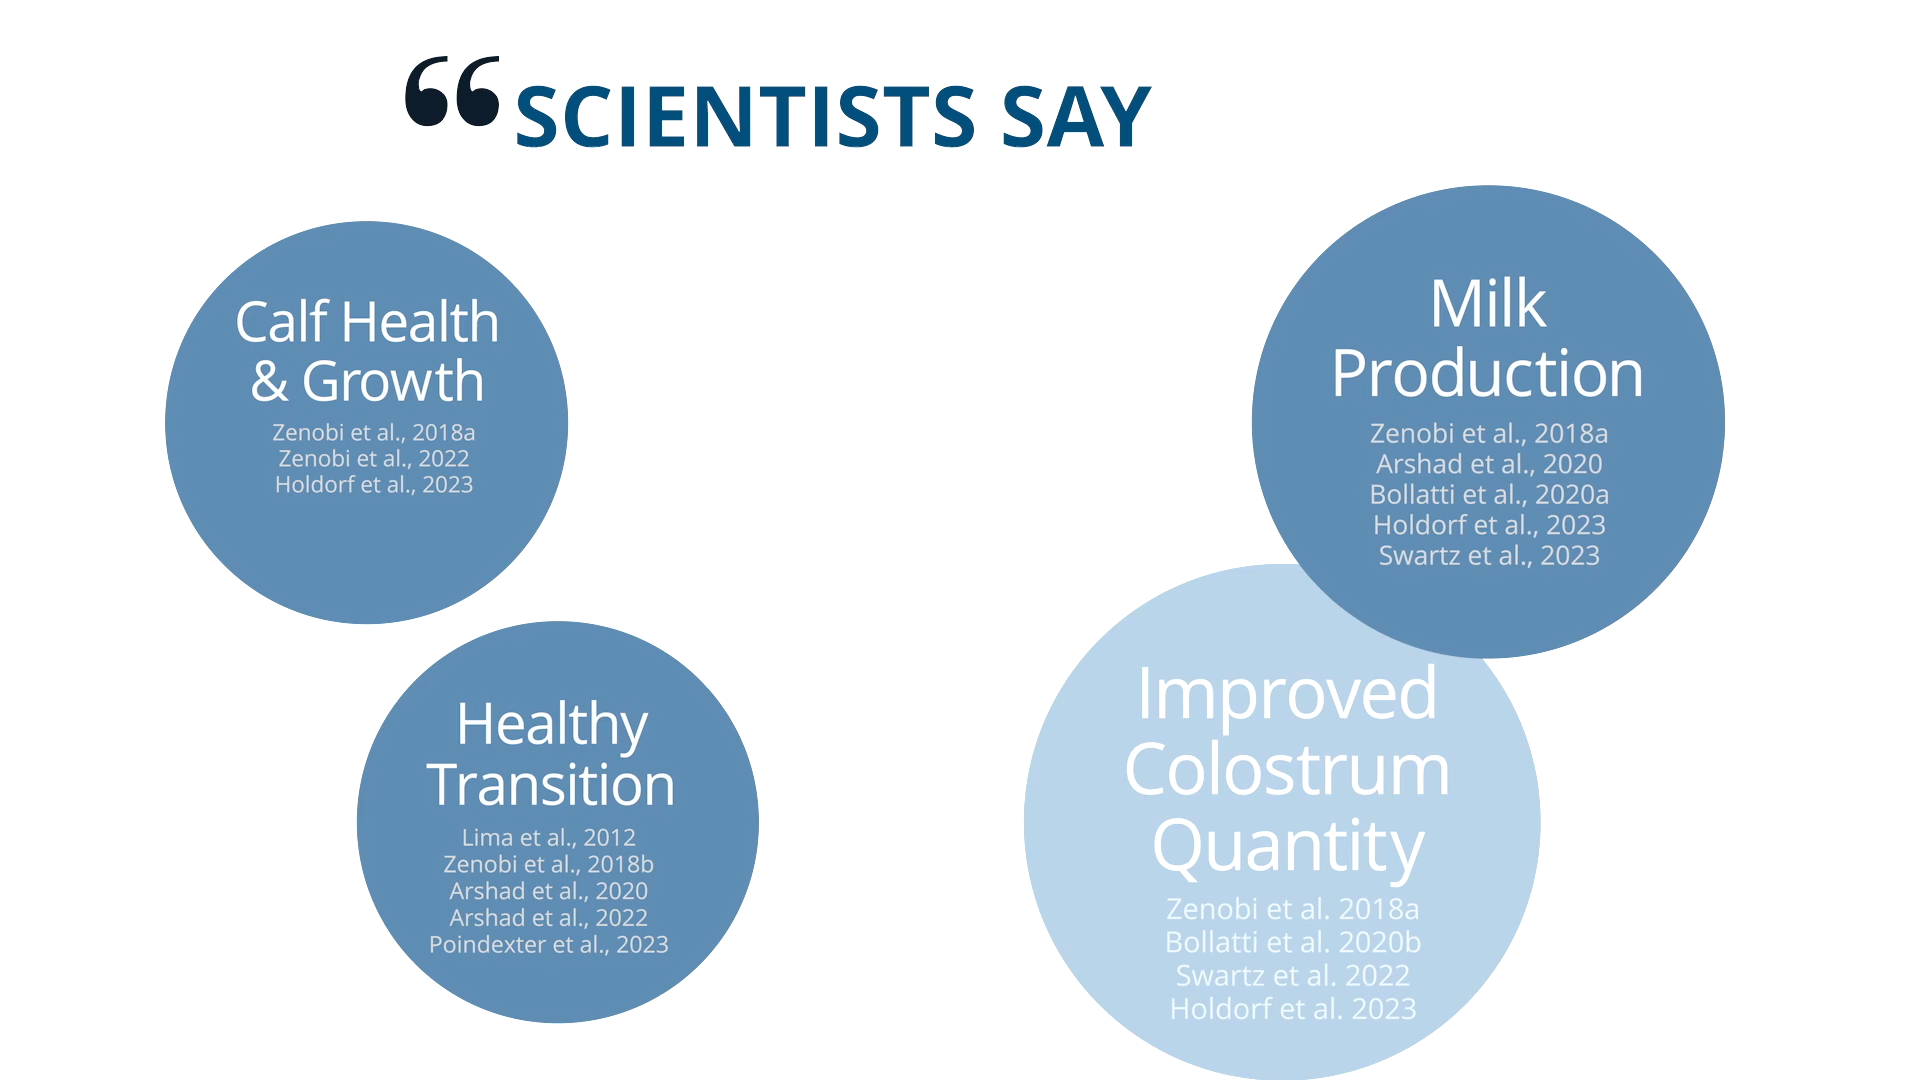 “ SCIENTISTS SAY
Calf Health
& Growth
Zenobi et al., 2018a
Zenobi et al., 2022
Holdorf et al., 2023
Milk
Production
Zenobi et al., 2018a
Arshad et al., 2020
Bollatti et al., 2020a
Holdorf et al., 2023
Swartz et al., 2023
Healthy
Transition
Lima et al., 2012
Zenobi et al., 2018b
Arshad et al., 2020
Arshad et al., 2022
Poindexter et al., 2023
Improved
Colostrum
Quantity
Zenobi et al. 2018a
Bollatti et al. 2020b
Swartz et al. 2022
Holdorf et al. 2023